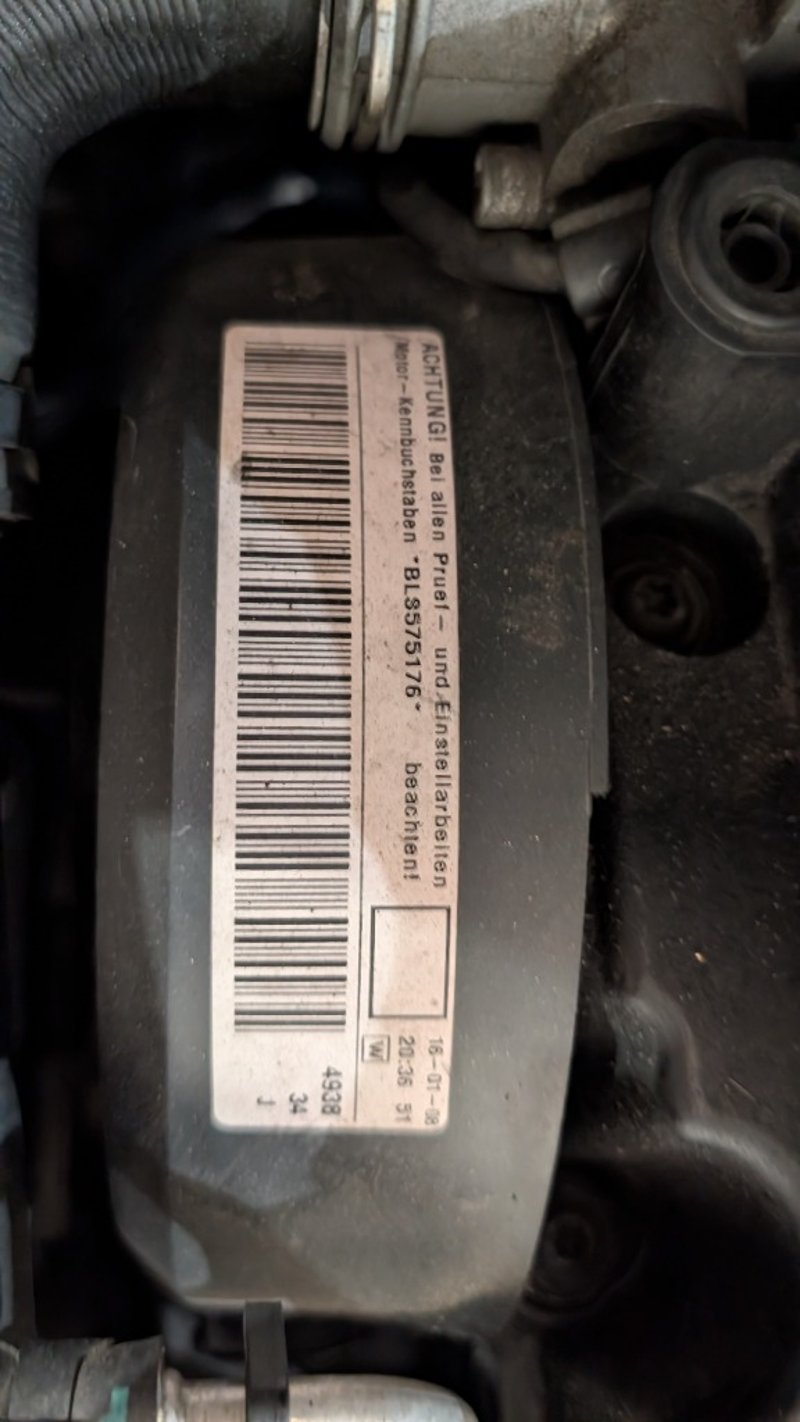 ACHTUNG! Bei allen Pruef- und Einstellarbeiten
Motor-Kennbuchstaben *BLS575176* beachten!
16-01-08
20:36 51
W
4938
34